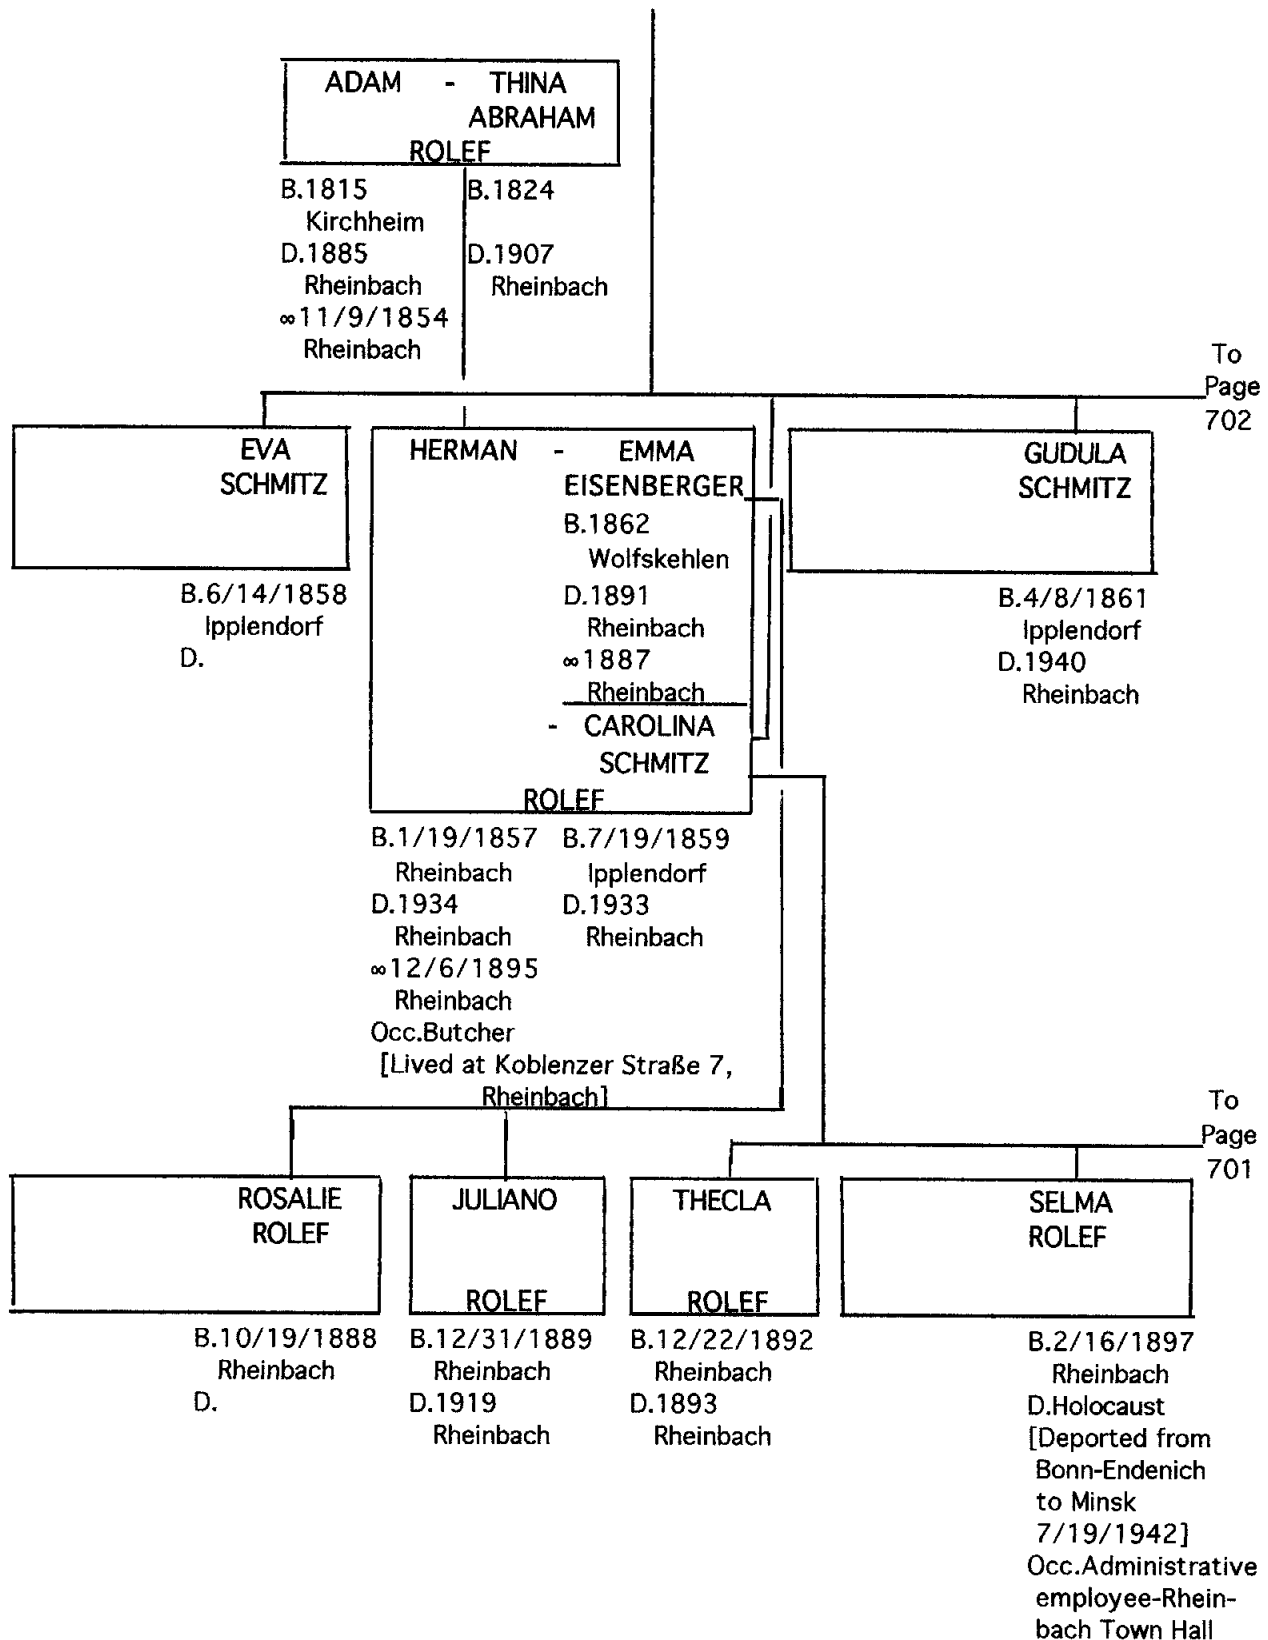 ADAM - THINA
ABRAHAM
ROLEF
B.1815 B.1824
Kirchheim
D.1885 D.1907
Rheinbach Rheinbach
∞11/9/1854
Rheinbach
To
Page
702
EVA
SCHMITZ
B.6/14/1858
Ipplendorf
D.
HERMAN - EMMA
EISENBERGER
B.1862
Wolfskehlen
D.1891
Rheinbach
∞1887
Rheinbach
- CAROLINA
SCHMITZ
ROLEF
B.1/19/1857 B.7/19/1859
Rheinbach Ipplendorf
D.1934 D.1933
Rheinbach Rheinbach
∞12/6/1895
Rheinbach
Occ.Butcher
[Lived at Koblenzer Straße 7,
Rheinbach]
GUDULA
SCHMITZ
B.4/8/1861
Ipplendorf
D.1940
Rheinbach
To
Page
701
ROSALIE
ROLEF
B.10/19/1888
Rheinbach
D.
JULIANO
ROLEF
B.12/31/1889
Rheinbach
D.1919
Rheinbach
THECLA
ROLEF
B.12/22/1892
Rheinbach
D.1893
Rheinbach
SELMA
ROLEF
B.2/16/1897
Rheinbach
D.Holocaust
[Deported from
Bonn-Endenich
to Minsk
7/19/1942]
Occ.Administrative
employee-Rhein-
bach Town Hall